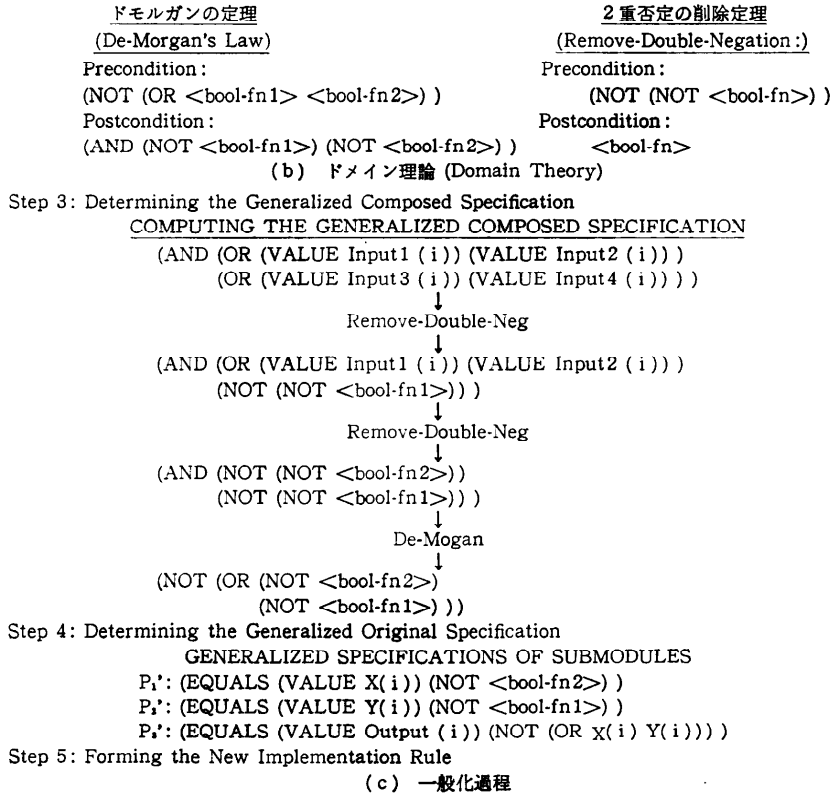 ドモルガンの定理 2重否定の削除定理
(De-Morgan's Law) (Remove-Double-Negation:)
Precondition: Precondition:
(NOT (OR <bool-fn1> <bool-fn2>) ) (NOT (NOT <bool-fn>) )
Postcondition: Postcondition:
(AND (NOT <bool-fn1>) (NOT <bool-fn2>) ) <bool-fn>
(b) ドメイン理論 (Domain Theory)
Step 3: Determining the Generalized Composed Specification
COMPUTING THE GENERALIZED COMPOSED SPECIFICATION
(AND (OR (VALUE Input1 (i)) (VALUE Input2 (i)) )
(OR (VALUE Input3 (i)) (VALUE Input4 (i)) ) )
↓
Remove-Double-Neg
↓
(AND (OR (VALUE Input1 (i)) (VALUE Input2 (i)) )
(NOT (NOT <bool-fn1>)) )
↓
Remove-Double-Neg
↓
(AND (NOT (NOT <bool-fn2>))
(NOT (NOT <bool-fn1>)) )
↓
De-Mogan
↓
(NOT (OR (NOT <bool-fn2>)
(NOT <bool-fn1>) ))
Step 4: Determining the Generalized Original Specification
GENERALIZED SPECIFICATIONS OF SUBMODULES
P₁': (EQUALS (VALUE X(i)) (NOT <bool-fn2>) )
P₂': (EQUALS (VALUE Y(i)) (NOT <bool-fn1>) )
P₃': (EQUALS (VALUE Output (i)) (NOT (OR X(i) Y(i))) )
Step 5: Forming the New Implementation Rule
(c) 一般化過程